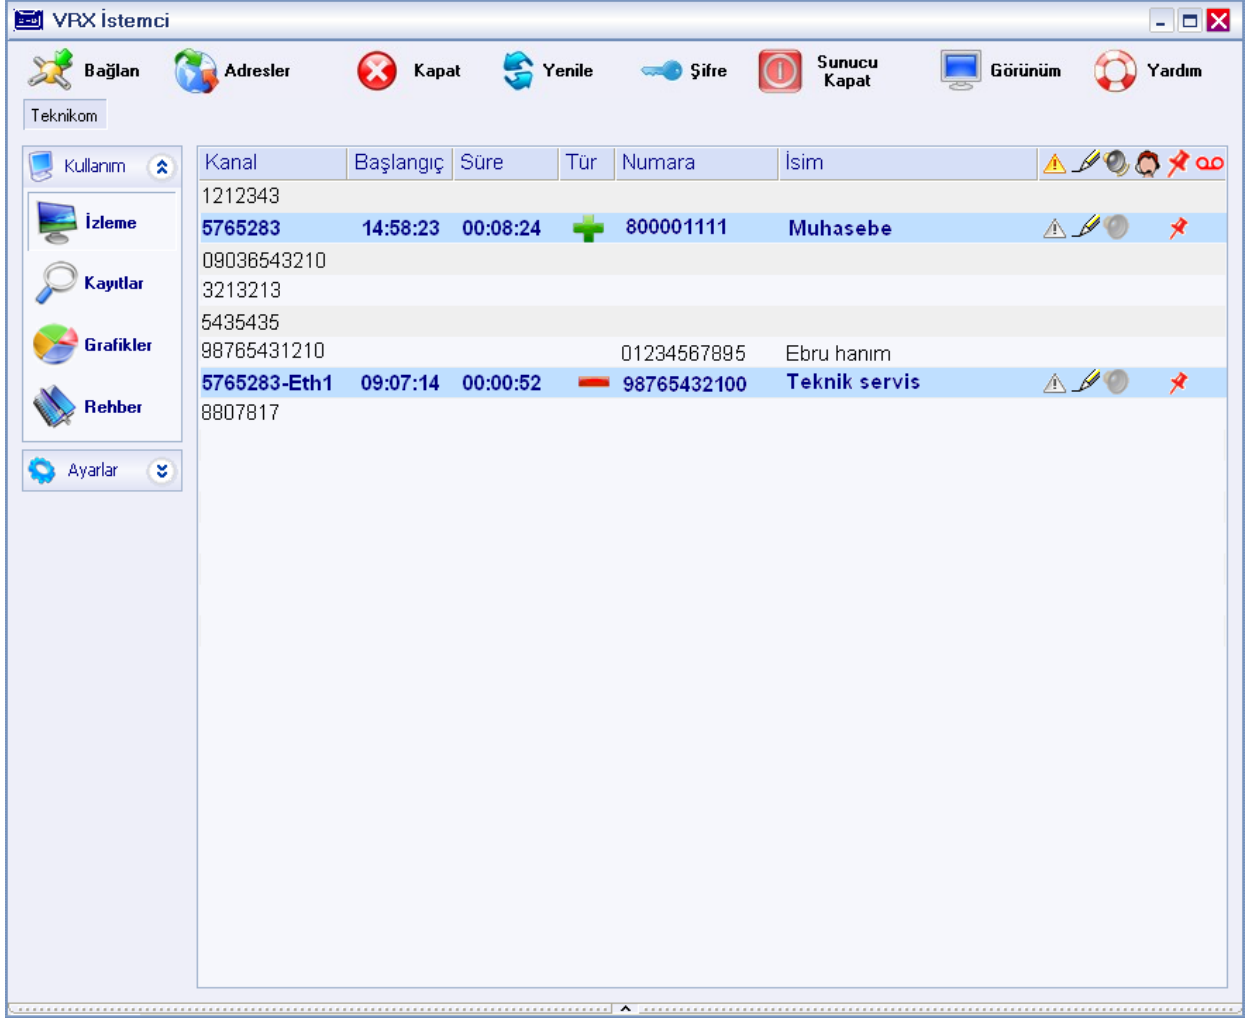 VRX İstemci
Bağlan Adresler Kapat Yenile Şifre Sunucu Kapat Görünüm Yardım
Teknikom
Kullanım
İzleme
Kayıtlar
Grafikler
Rehber
Ayarlar
Kanal Başlangıç Süre Tür Numara İsim
1212343
5765283 14:58:23 00:08:24 800001111 Muhasebe
09036543210
3213213
5435435
98765431210 01234567895 Ebru hanım
5765283-Eth1 09:07:14 00:00:52 98765432100 Teknik servis
8807817